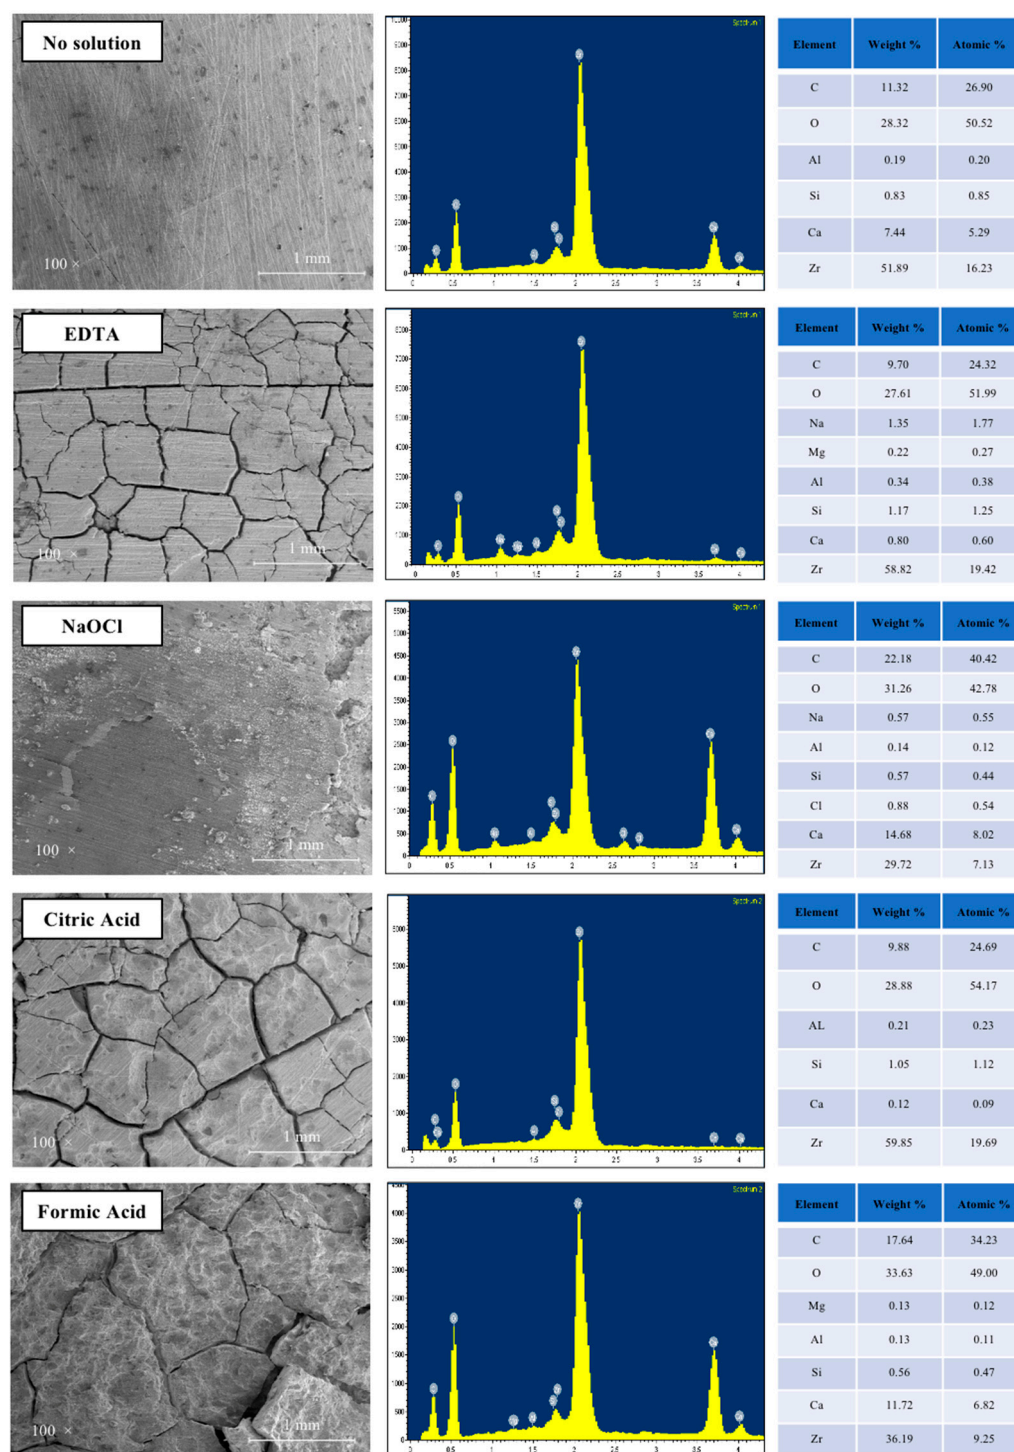 No solution
100 ×
1 mm
Spectrum 1
Element Weight % Atomic %
C 11.32 26.90
O 28.32 50.52
Al 0.19 0.20
Si 0.83 0.85
Ca 7.44 5.29
Zr 51.89 16.23
EDTA
100 ×
1 mm
Spectrum 1
Element Weight % Atomic %
C 9.70 24.32
O 27.61 51.99
Na 1.35 1.77
Mg 0.22 0.27
Al 0.34 0.38
Si 1.17 1.25
Ca 0.80 0.60
Zr 58.82 19.42
NaOCl
100 ×
1 mm
Spectrum 1
Element Weight % Atomic %
C 22.18 40.42
O 31.26 42.78
Na 0.57 0.55
Al 0.14 0.12
Si 0.57 0.44
Cl 0.88 0.54
Ca 14.68 8.02
Zr 29.72 7.13
Citric Acid
100 ×
1 mm
Spectrum 2
Element Weight % Atomic %
C 9.88 24.69
O 28.88 54.17
AL 0.21 0.23
Si 1.05 1.12
Ca 0.12 0.09
Zr 59.85 19.69
Formic Acid
100 ×
1 mm
Spectrum 2
Element Weight % Atomic %
C 17.64 34.23
O 33.63 49.00
Mg 0.13 0.12
Al 0.13 0.11
Si 0.56 0.47
Ca 11.72 6.82
Zr 36.19 9.25